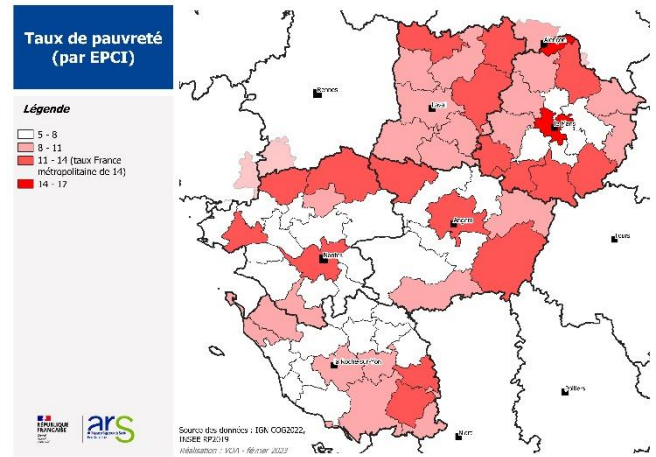 Taux de pauvreté
(par EPCI)
Légende
5 - 8
8 - 11
11 - 14 (taux France
métropolitaine de 14)
14 - 17
Alençon
Rennes
Laval
Le Mans
Angers
Tours
Nantes
La Roche-sur-Yon
Poitiers
Niort
Source des données : IGN COG2022,
INSEE RP2019
Réalisation : VOA - février 2023
RÉPUBLIQUE
FRANÇAISE
ars